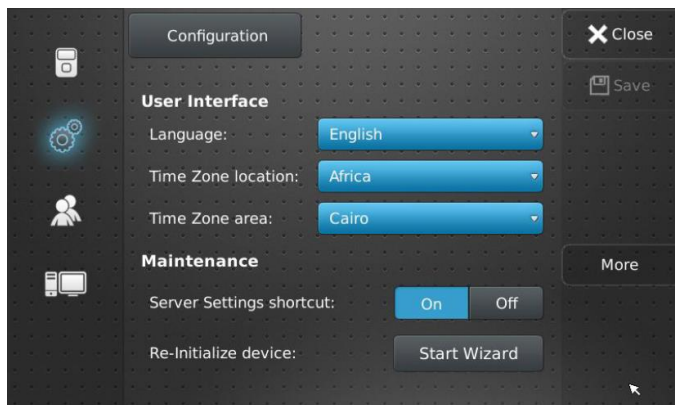 Configuration
Close
Save
User Interface
Language: English
Time Zone location: Africa
Time Zone area: Cairo
Maintenance
More
Server Settings shortcut: On Off
Re-Initialize device: Start Wizard